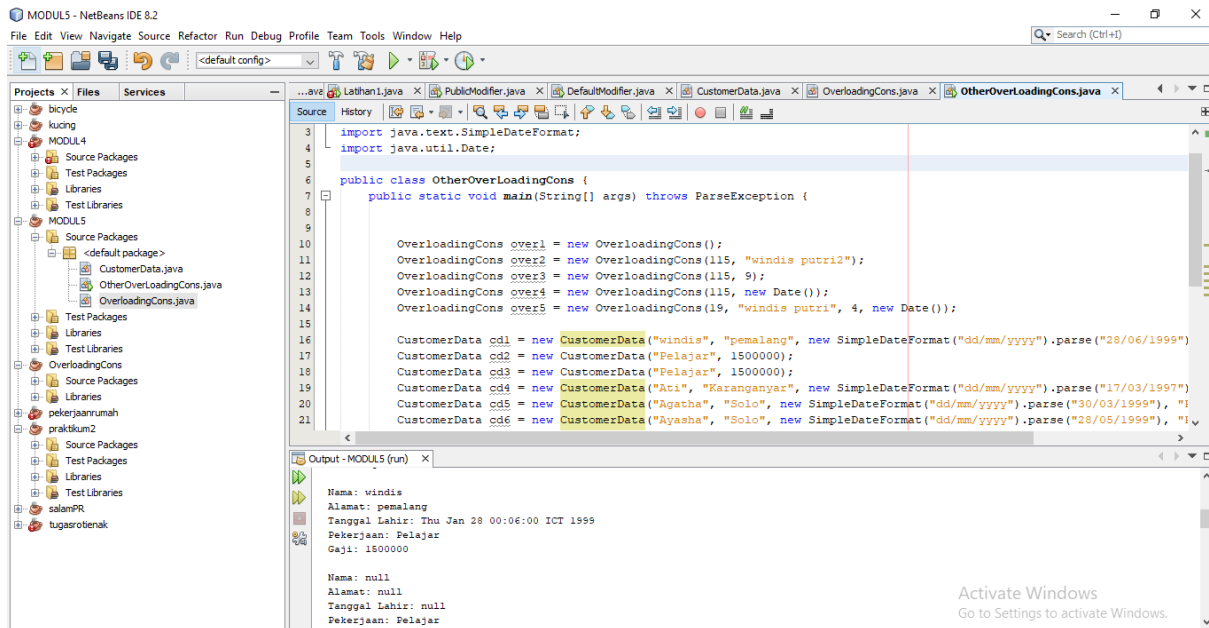 MODUL5 - NetBeans IDE 8.2
File Edit View Navigate Source Refactor Run Debug Profile Team Tools Window Help
Search (Ctrl+I)
<default config>
Projects × Files Services
...ava Latihan1.java PublicModifier.java DefaultModifier.java CustomerData.java OverloadingCons.java OtherOverLoadingCons.java
Source History
bicycle
kucing
MODUL4
Source Packages
Test Packages
Libraries
Test Libraries
MODUL5
Source Packages
<default package>
CustomerData.java
OtherOverLoadingCons.java
OverloadingCons.java
Test Packages
Libraries
Test Libraries
OverloadingCons
Source Packages
Libraries
pekerjaanrumah
praktikum2
Source Packages
Test Packages
Libraries
Test Libraries
salamPR
tugasrotienak
3 import java.text.SimpleDateFormat;
4 import java.util.Date;
5
6 public class OtherOverLoadingCons {
7 public static void main(String[] args) throws ParseException {
8
9
10 OverloadingCons over1 = new OverloadingCons();
11 OverloadingCons over2 = new OverloadingCons(115, "windis putri2");
12 OverloadingCons over3 = new OverloadingCons(115, 9);
13 OverloadingCons over4 = new OverloadingCons(115, new Date());
14 OverloadingCons over5 = new OverloadingCons(19, "windis putri", 4, new Date());
15
16 CustomerData cd1 = new CustomerData("windis", "pemalang", new SimpleDateFormat("dd/mm/yyyy").parse("28/06/1999")
17 CustomerData cd2 = new CustomerData("Pelajar", 1500000);
18 CustomerData cd3 = new CustomerData("Pelajar", 1500000);
19 CustomerData cd4 = new CustomerData("Ati", "Karanganyar", new SimpleDateFormat("dd/mm/yyyy").parse("17/03/1997")
20 CustomerData cd5 = new CustomerData("Agatha", "Solo", new SimpleDateFormat("dd/mm/yyyy").parse("30/03/1999"), "
21 CustomerData cd6 = new CustomerData("Ayasha", "Solo", new SimpleDateFormat("dd/mm/yyyy").parse("28/05/1999"), "
Output - MODUL5 (run) ×
Nama: windis
Alamat: pemalang
Tanggal Lahir: Thu Jan 28 00:06:00 ICT 1999
Pekerjaan: Pelajar
Gaji: 1500000
Nama: null
Alamat: null
Tanggal Lahir: null
Pekerjaan: Pelajar
Activate Windows
Go to Settings to activate Windows.